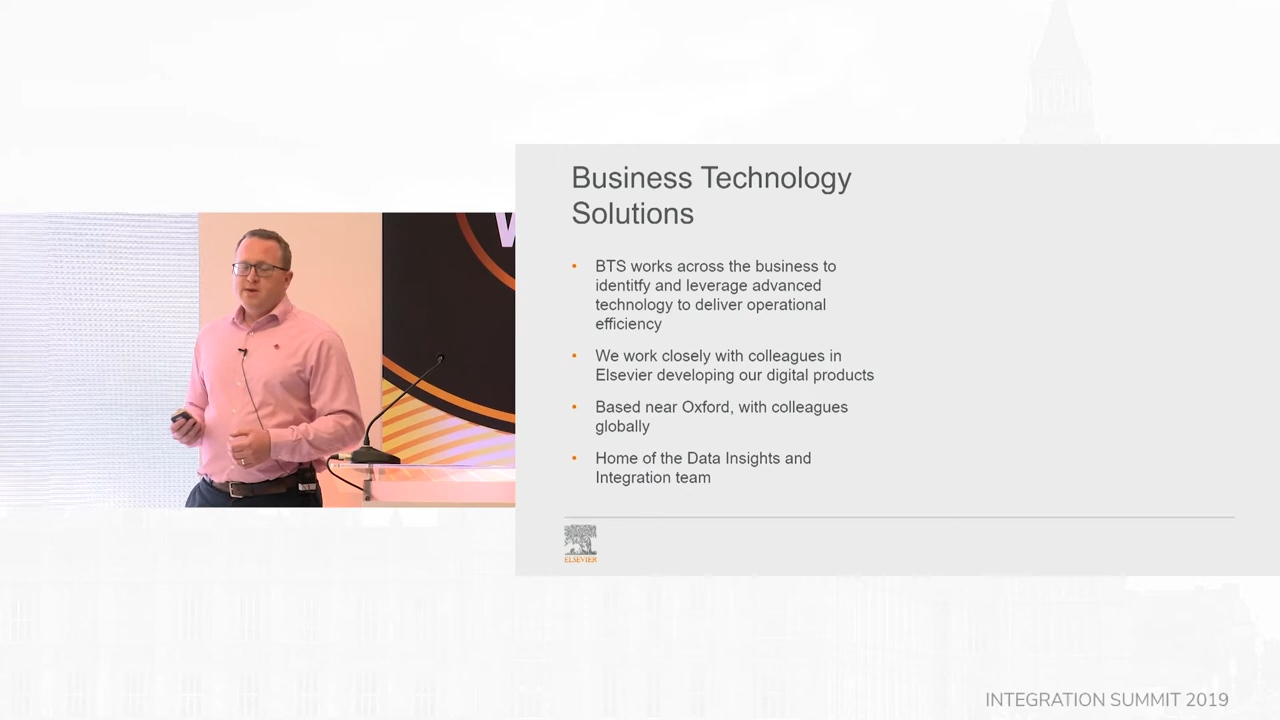 Business Technology
Solutions
• BTS works across the business to
identitfy and leverage advanced
technology to deliver operational
efficiency
• We work closely with colleagues in
Elsevier developing our digital products
• Based near Oxford, with colleagues
globally
• Home of the Data Insights and
Integration team
ELSEVIER
INTEGRATION SUMMIT 2019